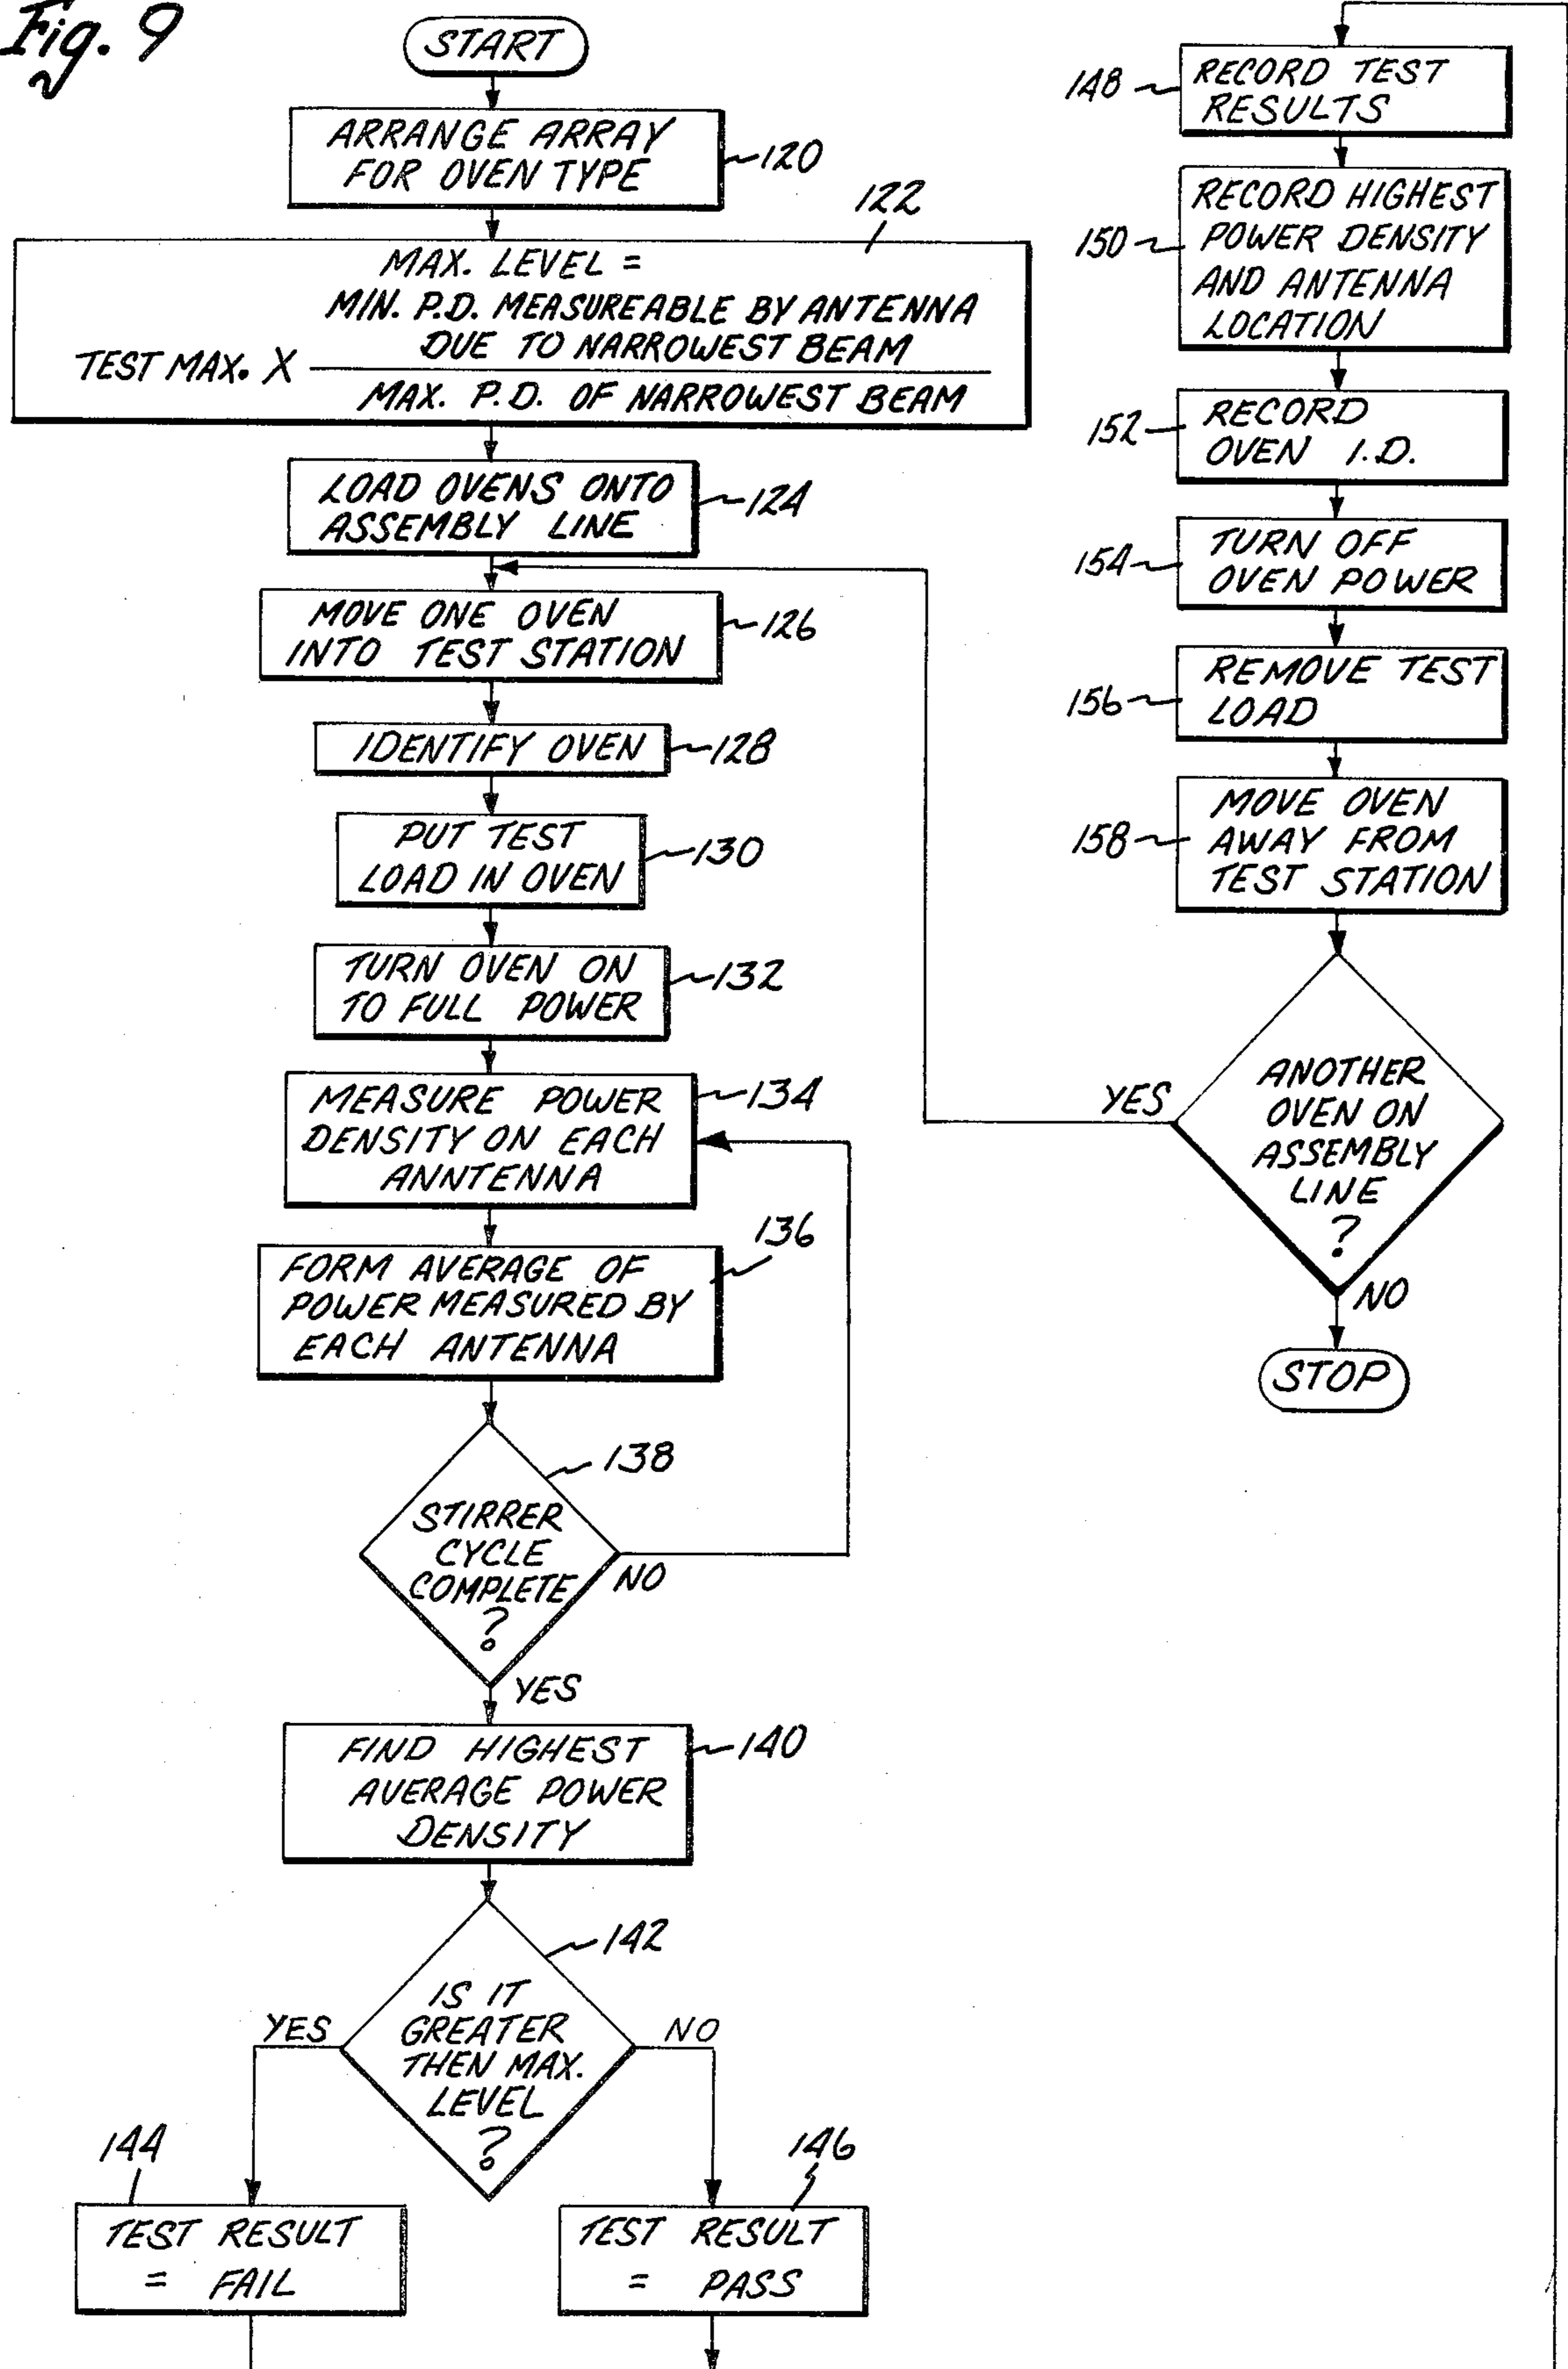 Fig. 9
START
ARRANGE ARRAY
FOR OVEN TYPE
120
122
MAX. LEVEL =
MIN. P.D. MEASUREABLE BY ANTENNA
DUE TO NARROWEST BEAM
TEST MAX. X
MAX. P.D. OF NARROWEST BEAM
LOAD OVENS ONTO
ASSEMBLY LINE
124
MOVE ONE OVEN
INTO TEST STATION
126
IDENTIFY OVEN
128
PUT TEST
LOAD IN OVEN
130
TURN OVEN ON
TO FULL POWER
132
MEASURE POWER
DENSITY ON EACH
ANNTENNA
134
FORM AVERAGE OF
POWER MEASURED BY
EACH ANTENNA
136
138
STIRRER
CYCLE
COMPLETE
?
NO
YES
FIND HIGHEST
AVERAGE POWER
DENSITY
140
142
IS IT
GREATER
THEN MAX.
LEVEL
?
YES
NO
144
TEST RESULT
= FAIL
146
TEST RESULT
= PASS
148
RECORD TEST
RESULTS
150
RECORD HIGHEST
POWER DENSITY
AND ANTENNA
LOCATION
152
RECORD
OVEN I.D.
154
TURN OFF
OVEN POWER
156
REMOVE TEST
LOAD
158
MOVE OVEN
AWAY FROM
TEST STATION
ANOTHER
OVEN ON
ASSEMBLY
LINE
?
YES
NO
STOP